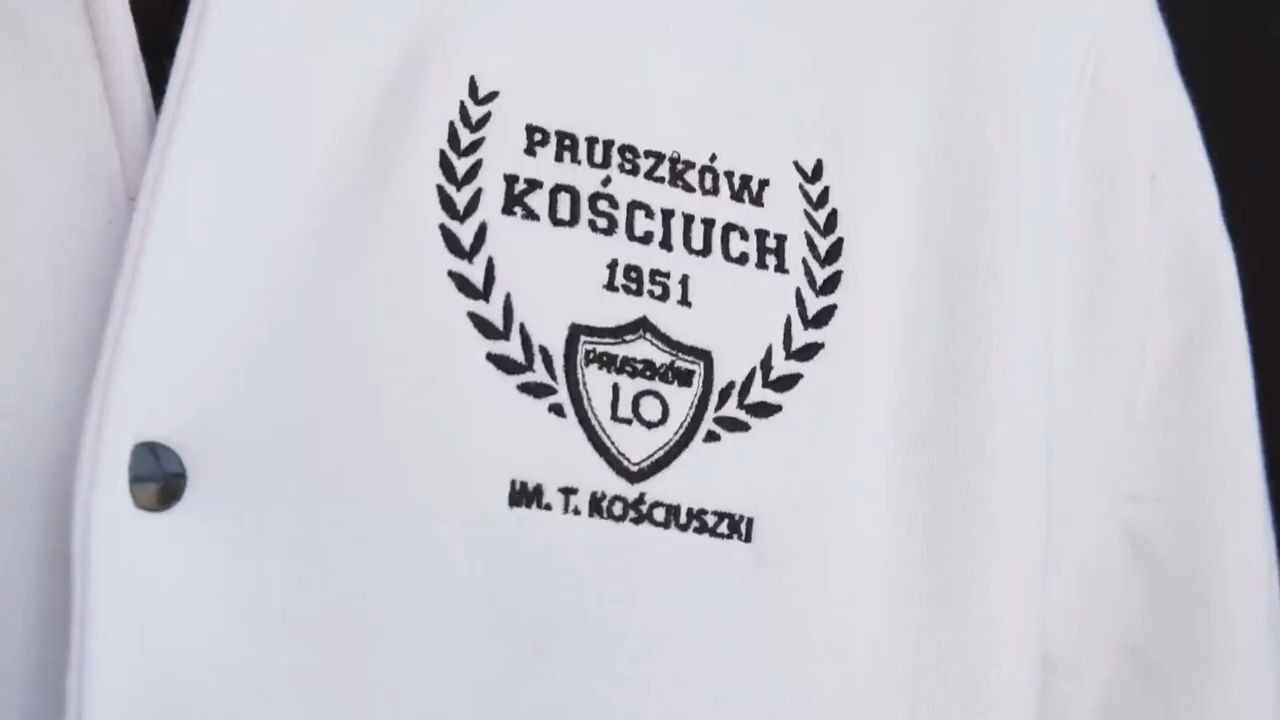 PRUSZKÓW
KOŚCIUCH
1951
PRUSZKÓW
LO
IM. T. KOŚCIUSZKI